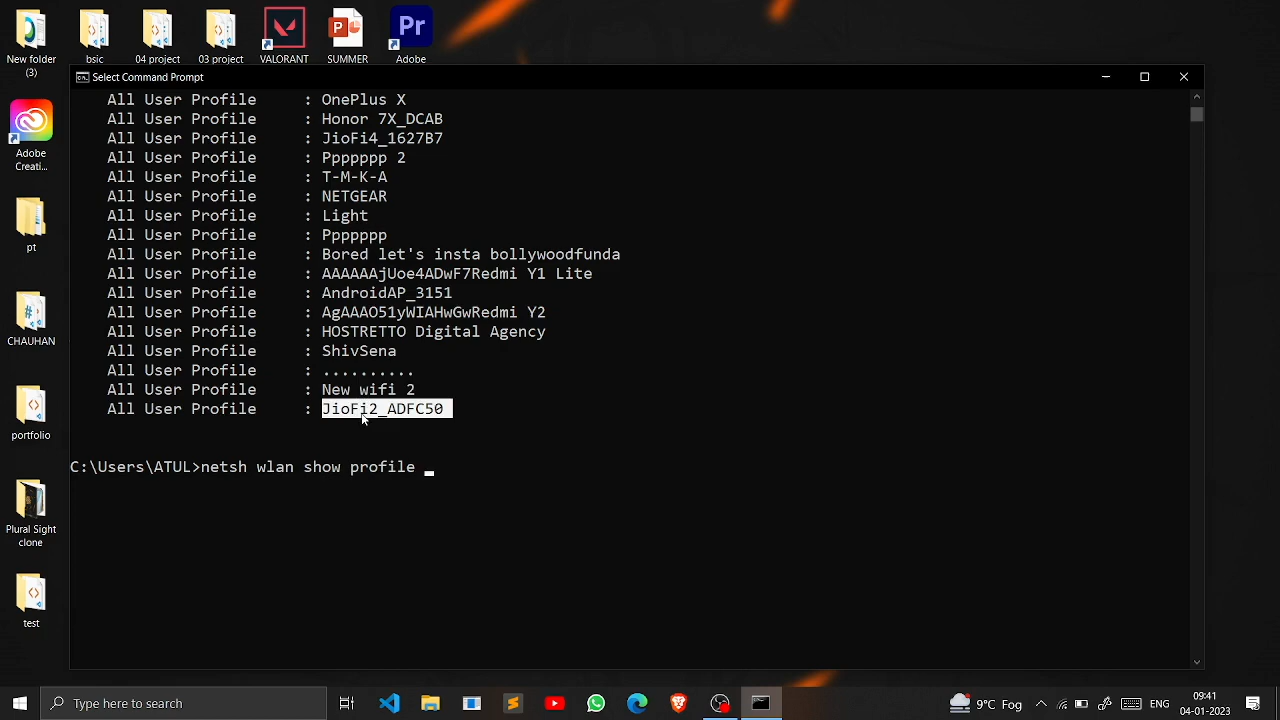 New folder
(3)
bsic
04 project
03 project
VALORANT
SUMMER
Pr
Adobe
P
Select Command Prompt
All User Profile : OnePlus X
All User Profile : Honor 7X_DCAB
All User Profile : JioFi4_1627B7
All User Profile : Ppppppp 2
All User Profile : T-M-K-A
All User Profile : NETGEAR
All User Profile : Light
All User Profile : Ppppppp
All User Profile : Bored let's insta bollywoodfunda
All User Profile : AAAAAAjUoe4ADwF7Redmi Y1 Lite
All User Profile : AndroidAP_3151
All User Profile : AgAAAO51yWIAHwGwRedmi Y2
All User Profile : HOSTRETTO Digital Agency
All User Profile : ShivSena
All User Profile : ..........
All User Profile : New wifi 2
All User Profile : JioFi2_ADFC50
C:\Users\ATUL>netsh wlan show profile
Adobe
Creati...
pt
CHAUHAN
portfolio
Plural Sight
clone
test
Type here to search
9°C Fog
ENG
09:41
04-01-2023